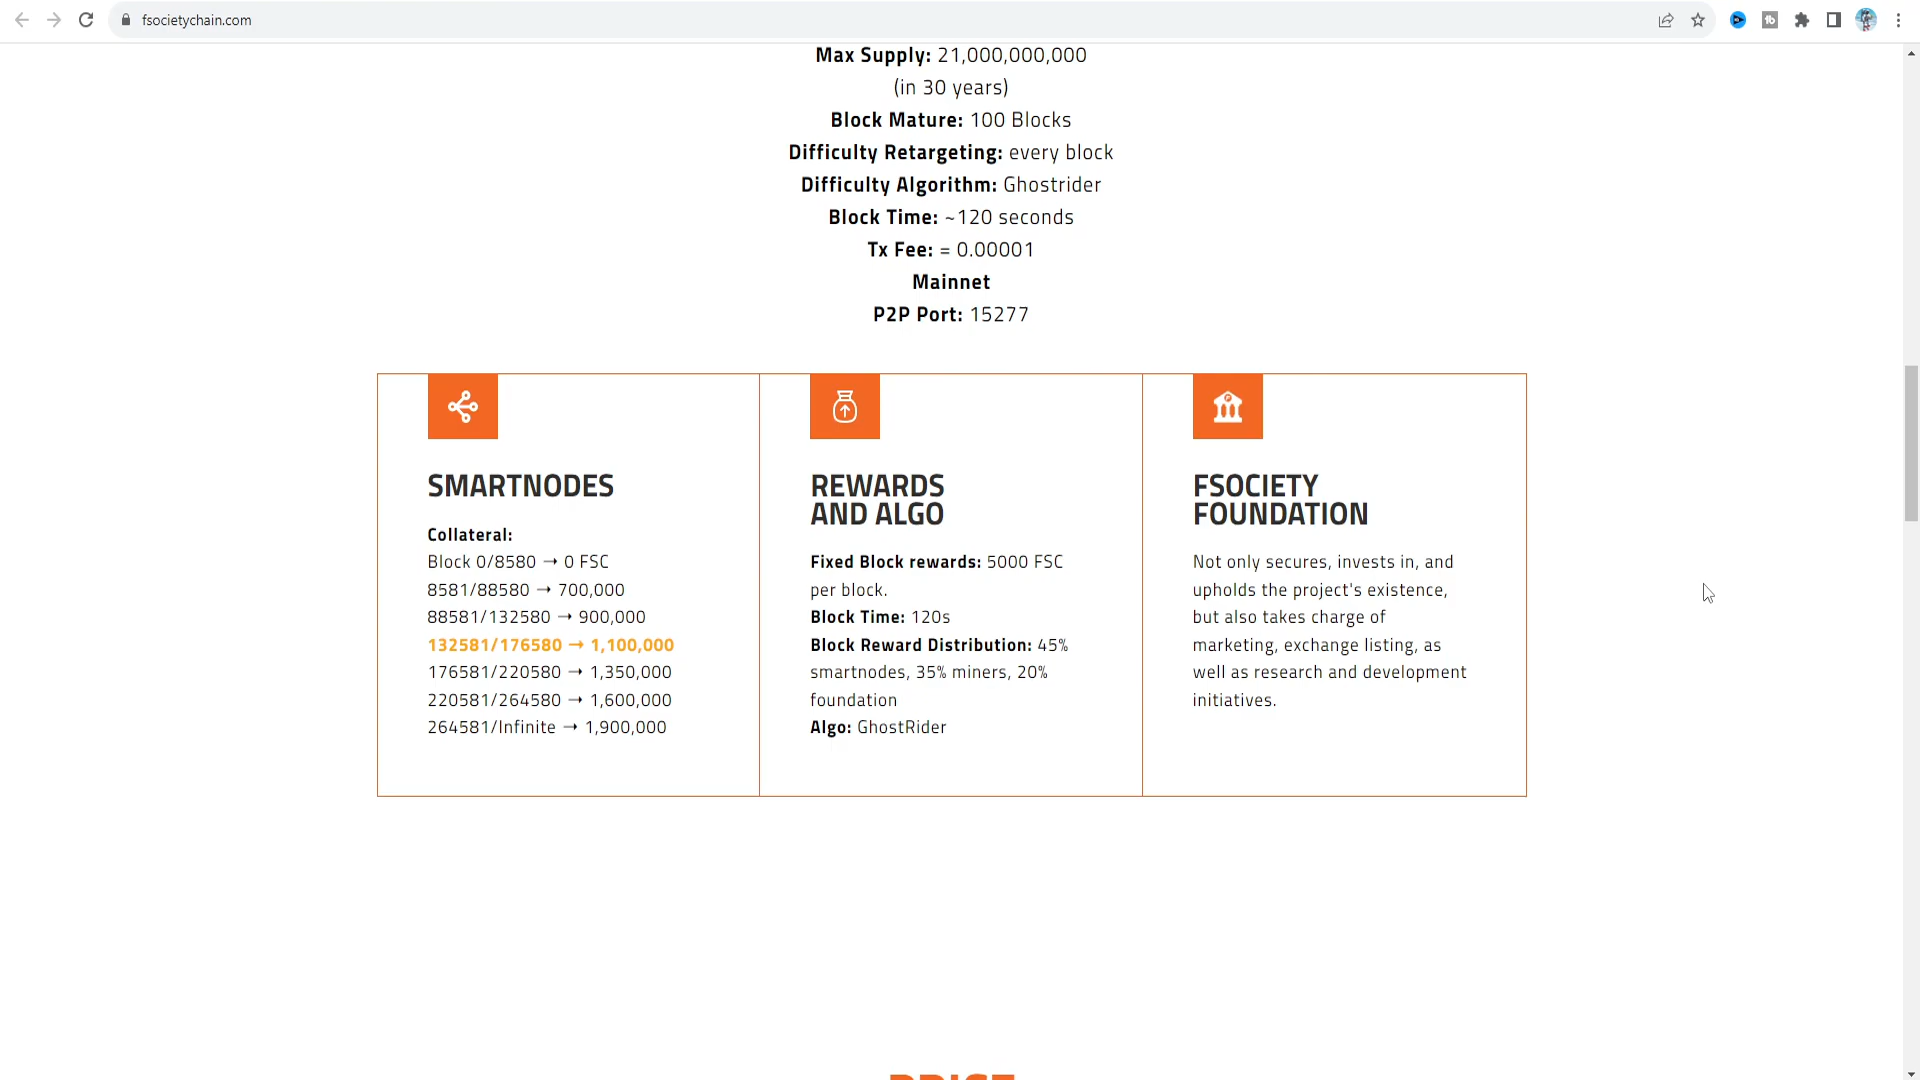 fsocietychain.com
Max Supply: 21,000,000,000
(in 30 years)
Block Mature: 100 Blocks
Difficulty Retargeting: every block
Difficulty Algorithm: Ghostrider
Block Time: ~120 seconds
Tx Fee: = 0.00001
Mainnet
P2P Port: 15277
SMARTNODES
Collateral:
Block 0/8580 → 0 FSC
8581/88580 → 700,000
88581/132580 → 900,000
132581/176580 → 1,100,000
176581/220580 → 1,350,000
220581/264580 → 1,600,000
264581/Infinite → 1,900,000
REWARDS
AND ALGO
Fixed Block rewards: 5000 FSC
per block.
Block Time: 120s
Block Reward Distribution: 45%
smartnodes, 35% miners, 20%
foundation
Algo: GhostRider
FSOCIETY
FOUNDATION
Not only secures, invests in, and
upholds the project's existence,
but also takes charge of
marketing, exchange listing, as
well as research and development
initiatives.